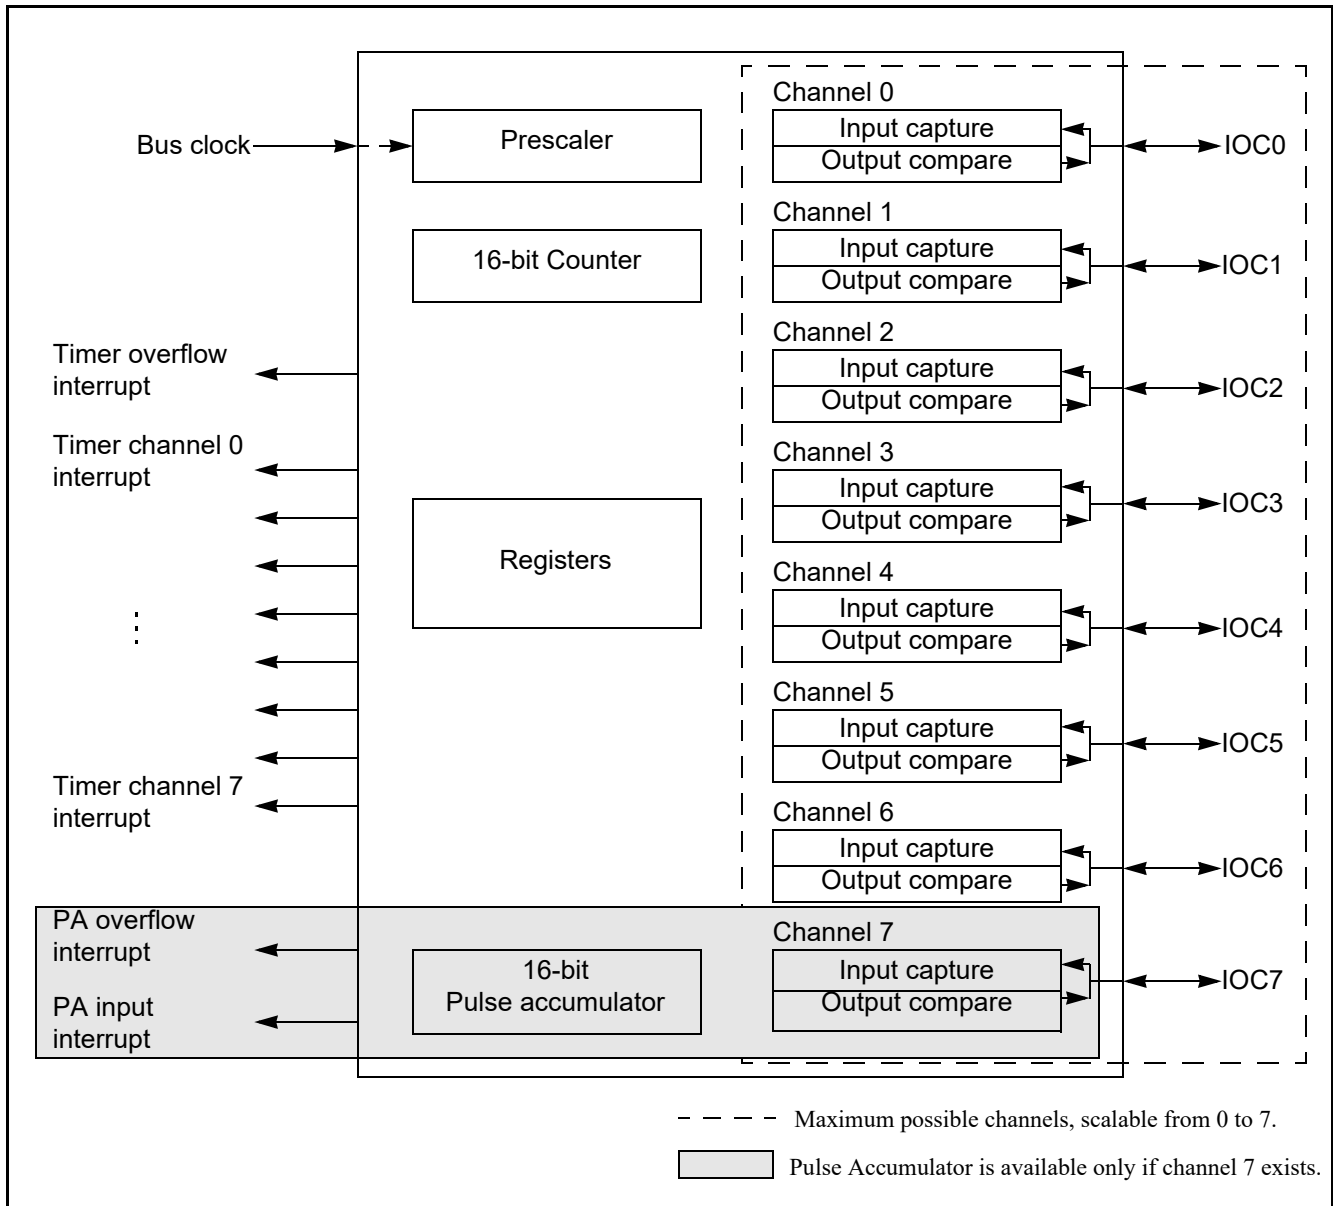 Bus clock
Prescaler
16-bit Counter
Timer overflow
interrupt
Timer channel 0
interrupt
Registers
Timer channel 7
interrupt
PA overflow
interrupt
PA input
interrupt
16-bit
Pulse accumulator
Channel 0
Input capture
Output compare
IOC0
Channel 1
Input capture
Output compare
IOC1
Channel 2
Input capture
Output compare
IOC2
Channel 3
Input capture
Output compare
IOC3
Channel 4
Input capture
Output compare
IOC4
Channel 5
Input capture
Output compare
IOC5
Channel 6
Input capture
Output compare
IOC6
Channel 7
Input capture
Output compare
IOC7
Maximum possible channels, scalable from 0 to 7.
Pulse Accumulator is available only if channel 7 exists.